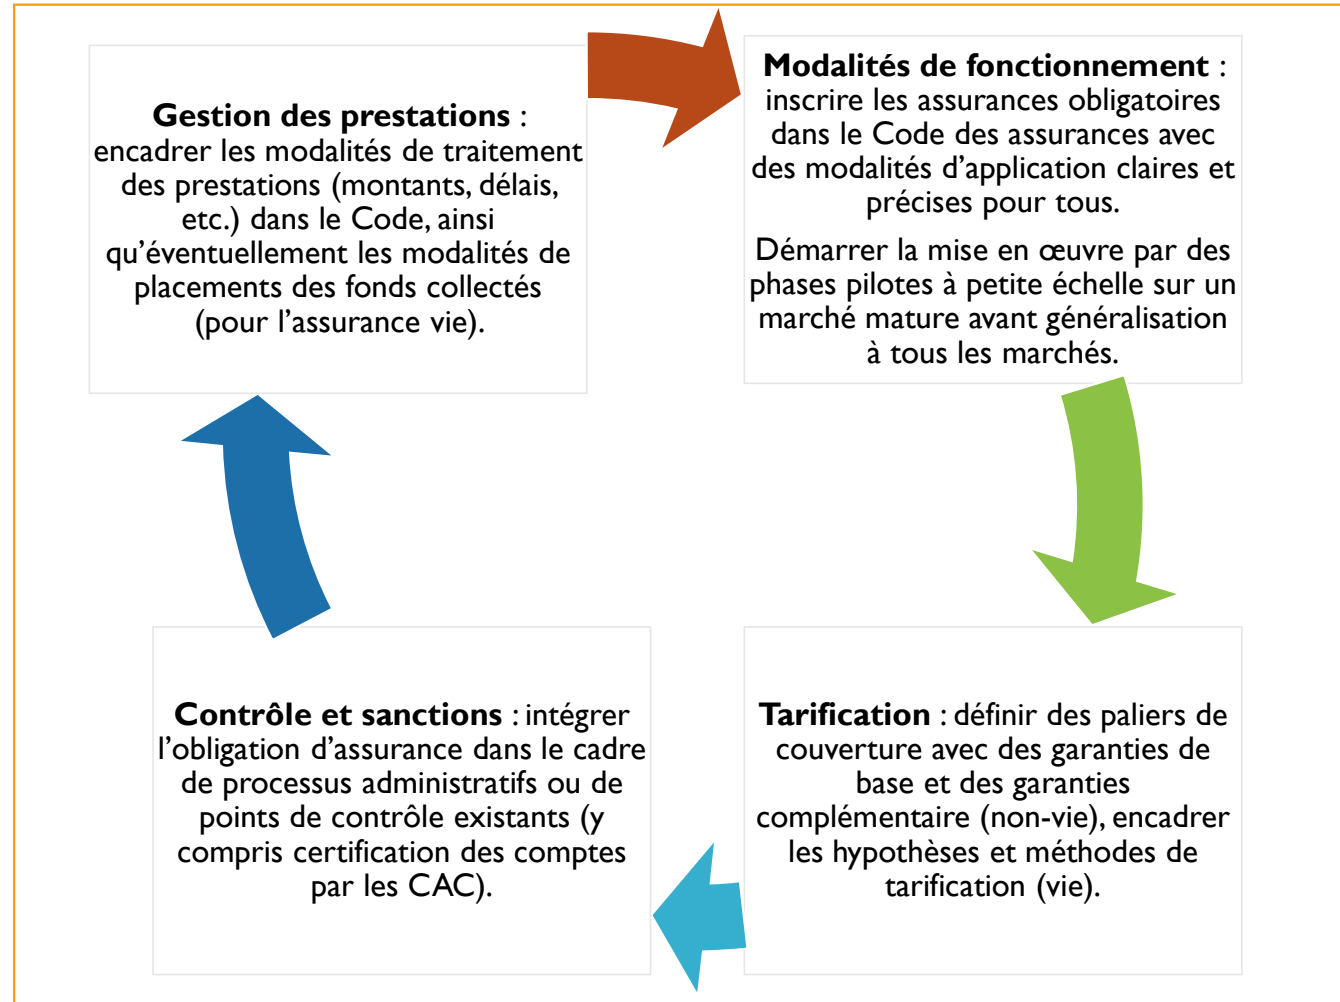 Gestion des prestations :
encadrer les modalités de traitement
des prestations (montants, délais,
etc.) dans le Code, ainsi
qu’éventuellement les modalités de
placements des fonds collectés
(pour l’assurance vie).
Modalités de fonctionnement :
inscrire les assurances obligatoires
dans le Code des assurances avec
des modalités d’application claires et
précises pour tous.
Démarrer la mise en œuvre par des
phases pilotes à petite échelle sur un
marché mature avant généralisation
à tous les marchés.
Contrôle et sanctions : intégrer
l’obligation d’assurance dans le cadre
de processus administratifs ou de
points de contrôle existants (y
compris certification des comptes
par les CAC).
Tarification : définir des paliers de
couverture avec des garanties de
base et des garanties
complémentaire (non-vie), encadrer
les hypothèses et méthodes de
tarification (vie).